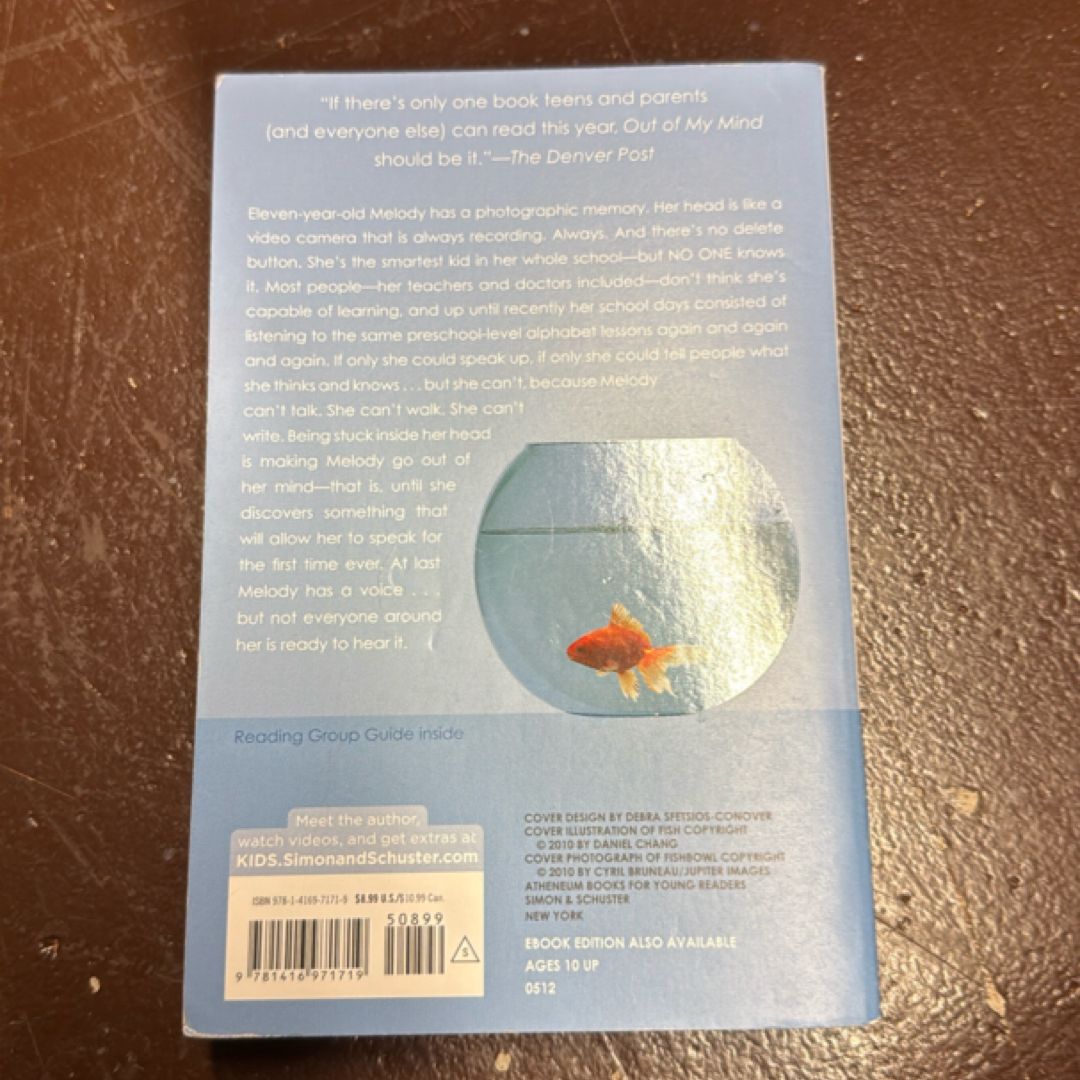 "If there's only one book teens and parents
(and everyone else) can read this year, Out of My Mind
should be it."—The Denver Post
Eleven-year-old Melody has a photographic memory. Her head is like a
video camera that is always recording. Always. And there's no delete
button. She's the smartest kid in her whole school—but NO ONE knows
it. Most people—her teachers and doctors included—don't think she's
capable of learning, and up until recently her school days consisted of
listening to the same preschool-level alphabet lessons again and again
and again. If only she could speak up, if only she could tell people what
she thinks and knows . . . but she can't, because Melody
can't talk. She can't walk. She can't
write. Being stuck inside her head
is making Melody go out of
her mind—that is, until she
discovers something that
will allow her to speak for
the first time ever. At last
Melody has a voice . . .
but not everyone around
her is ready to hear it.
Reading Group Guide inside
Meet the author,
watch videos, and get extras at
KIDS.SimonandSchuster.com
ISBN 978-1-4169-7171-9 $8.99 U.S./$10.99 Can.
50899
9 781416 971719
S
COVER DESIGN BY DEBRA SFETSIOS-CONOVER
COVER ILLUSTRATION OF FISH COPYRIGHT
© 2010 BY DANIEL CHANG
COVER PHOTOGRAPH OF FISHBOWL COPYRIGHT
© 2010 BY CYRIL BRUNEAU/JUPITER IMAGES
ATHENEUM BOOKS FOR YOUNG READERS
SIMON & SCHUSTER
NEW YORK
EBOOK EDITION ALSO AVAILABLE
AGES 10 UP
0512